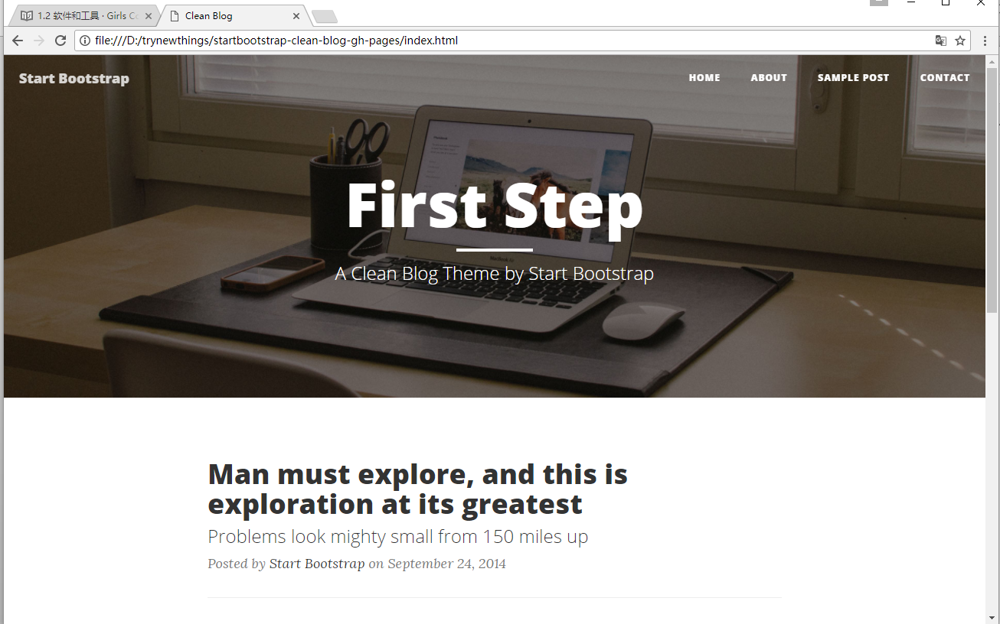 1.2 软件和工具 · Girls Co
Clean Blog
file:///D:/trynewthings/startbootstrap-clean-blog-gh-pages/index.html
Start Bootstrap
HOME ABOUT SAMPLE POST CONTACT
First Step
A Clean Blog Theme by Start Bootstrap
MacBook Air
Man must explore, and this is
exploration at its greatest
Problems look mighty small from 150 miles up
Posted by Start Bootstrap on September 24, 2014